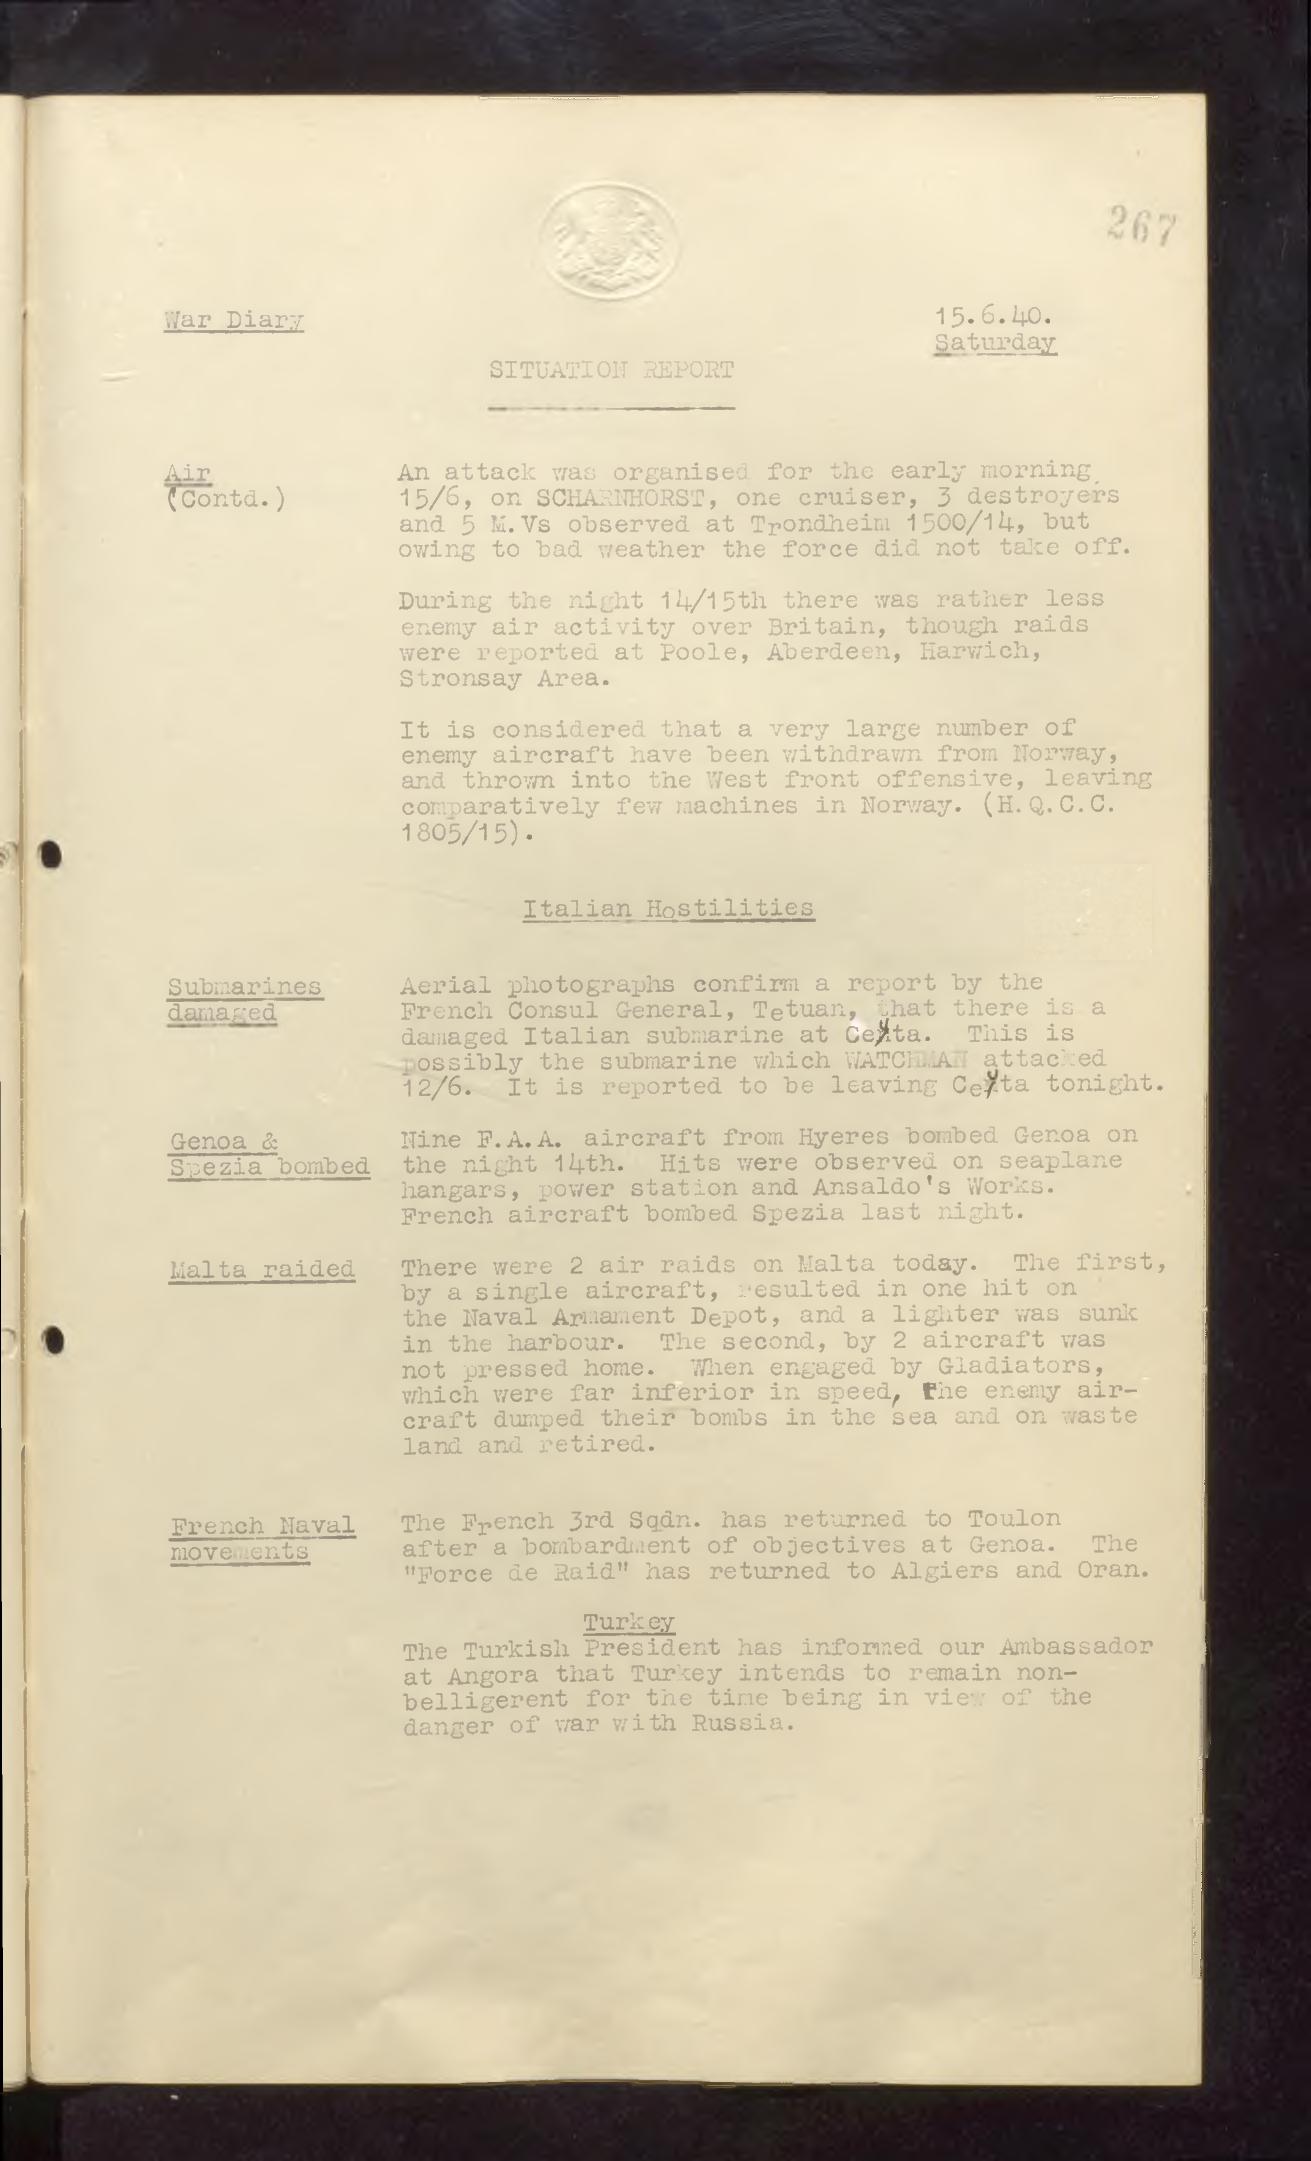 267
War Diary
15.6.40.
Saturday
SITUATION REPORT
Air
(Contd.)
An attack was organised for the early morning
15/6, on SCHARNHORST, one cruiser, 3 destroyers
and 5 M.Vs observed at Trondheim 1500/14, but
owing to bad weather the force did not take off.
During the night 14/15th there was rather less
enemy air activity over Britain, though raids
were reported at Poole, Aberdeen, Harwich,
Stronsay Area.
It is considered that a very large number of
enemy aircraft have been withdrawn from Norway,
and thrown into the West front offensive, leaving
comparatively few machines in Norway. (H.Q.C.C.
1805/15).
Italian Hostilities
Submarines
damaged
Aerial photographs confirm a report by the
French Consul General, Tetuan, that there is a
damaged Italian submarine at Ceuta. This is
possibly the submarine which WATCHMAN attacked
12/6. It is reported to be leaving Ceuta tonight.
Genoa &
Spezia bombed
Nine F.A.A. aircraft from Hyeres bombed Genoa on
the night 14th. Hits were observed on seaplane
hangars, power station and Ansaldo's Works.
French aircraft bombed Spezia last night.
Malta raided
There were 2 air raids on Malta today. The first,
by a single aircraft, resulted in one hit on
the Naval Armament Depot, and a lighter was sunk
in the harbour. The second, by 2 aircraft was
not pressed home. When engaged by Gladiators,
which were far inferior in speed, the enemy air-
craft dumped their bombs in the sea and on waste
land and retired.
French Naval
movements
The French 3rd Sqdn. has returned to Toulon
after a bombardment of objectives at Genoa. The
"Force de Raid" has returned to Algiers and Oran.
Turkey
The Turkish President has informed our Ambassador
at Angora that Turkey intends to remain non-
belligerent for the time being in view of the
danger of war with Russia.